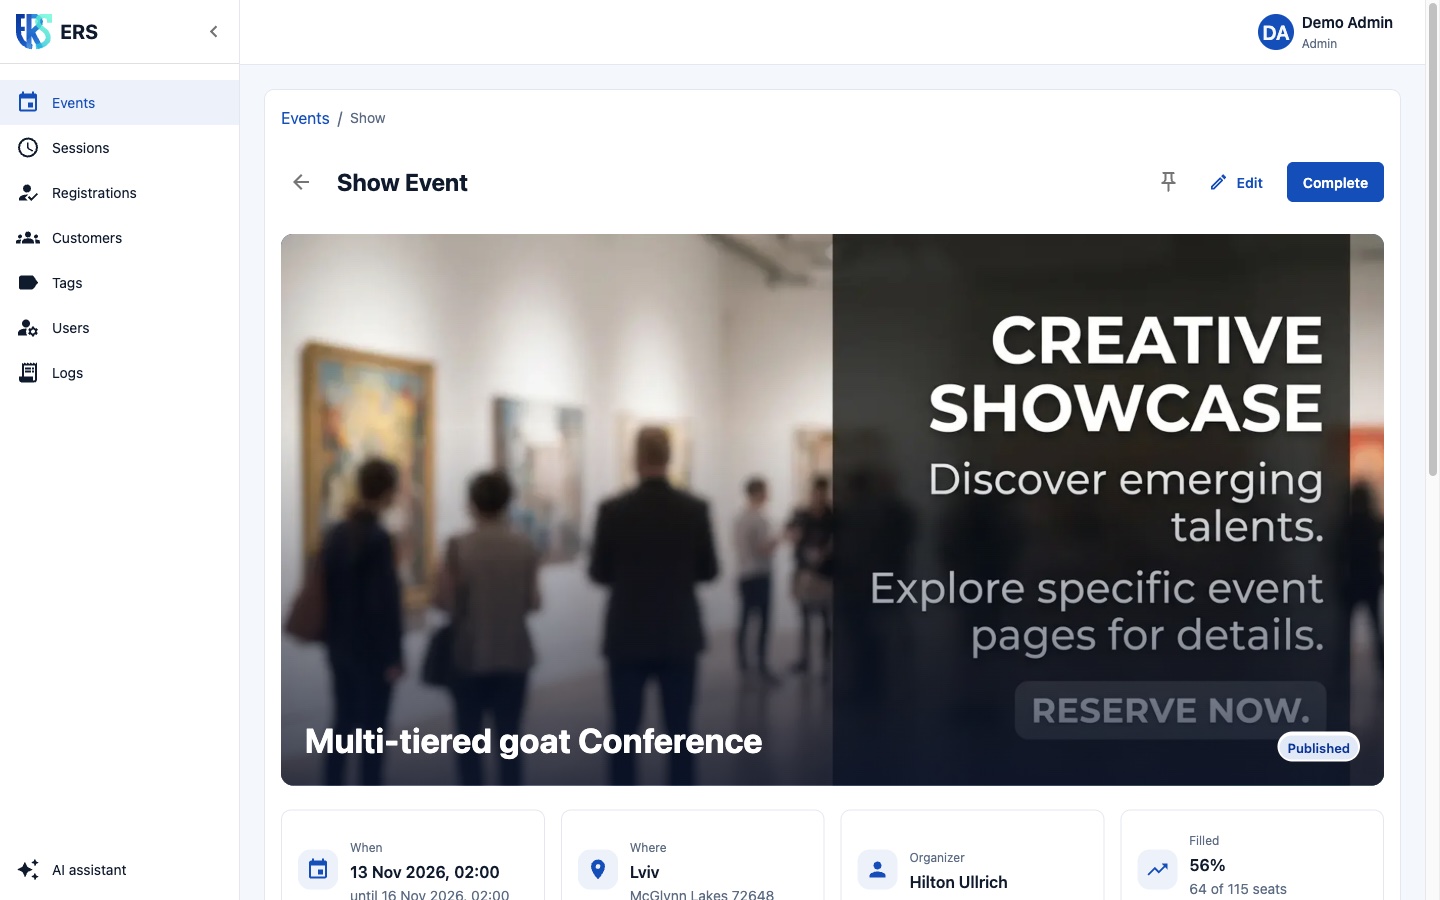 ERS
Demo Admin
DA
Admin
Events
Sessions
Registrations
Customers
Tags
Users
Logs
AI assistant
Events / Show
Show Event
Edit
Complete
CREATIVE
SHOWCASE
Discover emerging
talents.
Explore specific event
pages for details.
RESERVE NOW.
Multi-tiered goat Conference
Published
When
13 Nov 2026, 02:00
until 16 Nov 2026, 02:00
Where
Lviv
McGlynn Lakes 72648
Organizer
Hilton Ullrich
Filled
56%
64 of 115 seats